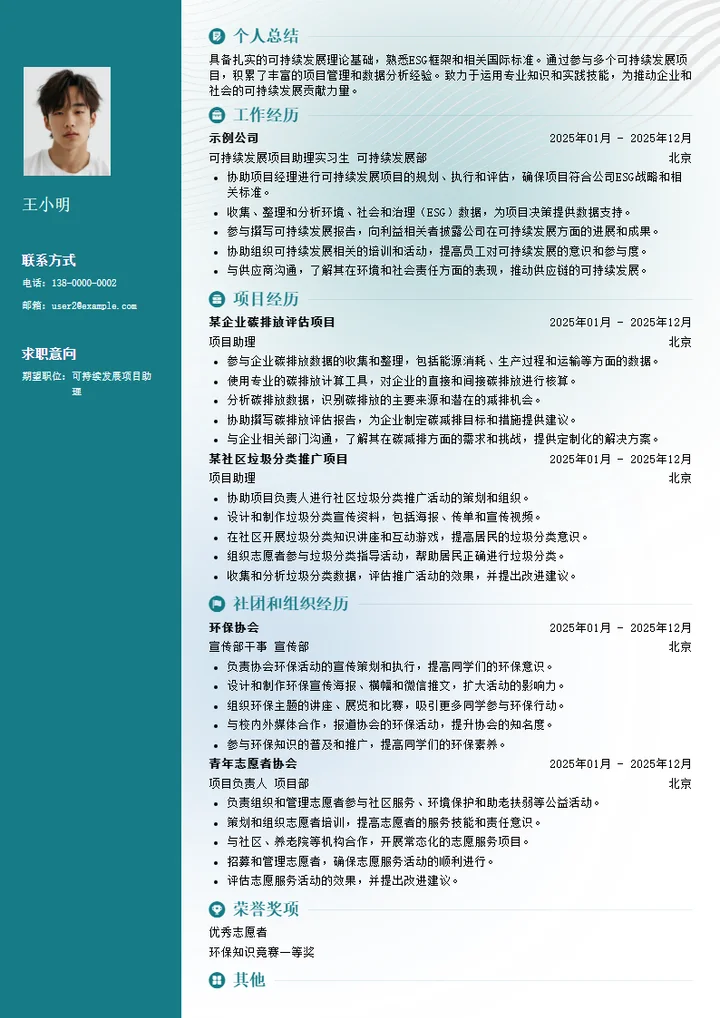 王小明
联系方式
电话：138-0000-0002
邮箱：user2@example.com
求职意向
期望职位：可持续发展项目助
理
个人总结
具备扎实的可持续发展理论基础，熟悉ESG框架和相关国际标准。通过参与多个可持续发展项
目，积累了丰富的项目管理和数据分析经验。致力于运用专业知识和实践技能，为推动企业和
社会的可持续发展贡献力量。
工作经历
示例公司 2025年01月 - 2025年12月
可持续发展项目助理实习生 可持续发展部 北京
• 协助项目经理进行可持续发展项目的规划、执行和评估，确保项目符合公司ESG战略和相
关标准。
• 收集、整理和分析环境、社会和治理（ESG）数据，为项目决策提供数据支持。
• 参与撰写可持续发展报告，向利益相关者披露公司在可持续发展方面的进展和成果。
• 协助组织可持续发展相关的培训和活动，提高员工对可持续发展的意识和参与度。
• 与供应商沟通，了解其在环境和社会责任方面的表现，推动供应链的可持续发展。
项目经历
某企业碳排放评估项目 2025年01月 - 2025年12月
项目助理 北京
• 参与企业碳排放数据的收集和整理，包括能源消耗、生产过程和运输等方面的数据。
• 使用专业的碳排放计算工具，对企业的直接和间接碳排放进行核算。
• 分析碳排放数据，识别碳排放的主要来源和潜在的减排机会。
• 协助撰写碳排放评估报告，为企业制定碳减排目标和措施提供建议。
• 与企业相关部门沟通，了解其在碳减排方面的需求和挑战，提供定制化的解决方案。
某社区垃圾分类推广项目 2025年01月 - 2025年12月
项目助理 北京
• 协助项目负责人进行社区垃圾分类推广活动的策划和组织。
• 设计和制作垃圾分类宣传资料，包括海报、传单和宣传视频。
• 在社区开展垃圾分类知识讲座和互动游戏，提高居民的垃圾分类意识。
• 组织志愿者参与垃圾分类指导活动，帮助居民正确进行垃圾分类。
• 收集和分析垃圾分类数据，评估推广活动的效果，并提出改进建议。
社团和组织经历
环保协会 2025年01月 - 2025年12月
宣传部干事 宣传部 北京
• 负责协会环保活动的宣传策划和执行，提高同学们的环保意识。
• 设计和制作环保宣传海报、横幅和微信推文，扩大活动的影响力。
• 组织环保主题的讲座、展览和比赛，吸引更多同学参与环保行动。
• 与校内外媒体合作，报道协会的环保活动，提升协会的知名度。
• 参与环保知识的普及和推广，提高同学们的环保素养。
青年志愿者协会 2025年01月 - 2025年12月
项目负责人 项目部 北京
• 负责组织和管理志愿者参与社区服务、环境保护和助老扶弱等公益活动。
• 策划和组织志愿者培训，提高志愿者的服务技能和责任意识。
• 与社区、养老院等机构合作，开展常态化的志愿服务项目。
• 招募和管理志愿者，确保志愿服务活动的顺利进行。
• 评估志愿服务活动的效果，并提出改进建议。
荣誉奖项
优秀志愿者
环保知识竞赛一等奖
其他